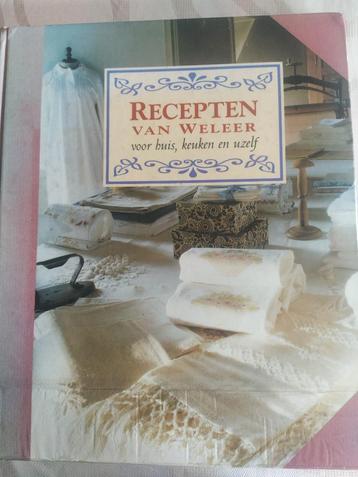 RECEPTEN
VAN WELEER
voor huis, keuken en uzelf